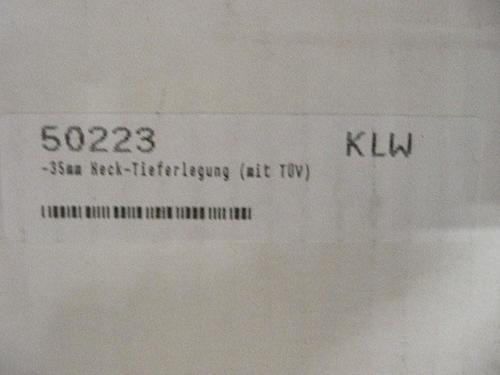 50223 KLW
-35mm Heck-Tieferlegung (mit TÜV)